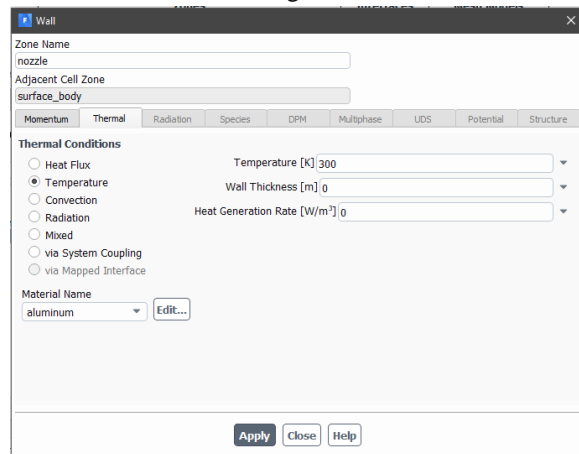 Wall
Zone Name
nozzle
Adjacent Cell Zone
surface_body
Momentum Thermal Radiation Species DPM Multiphase UDS Potential Structure
Thermal Conditions
Heat Flux
Temperature
Convection
Radiation
Mixed
via System Coupling
via Mapped Interface
Temperature [K] 300
Wall Thickness [m] 0
Heat Generation Rate [W/m³] 0
Material Name
aluminum Edit...
Apply Close Help